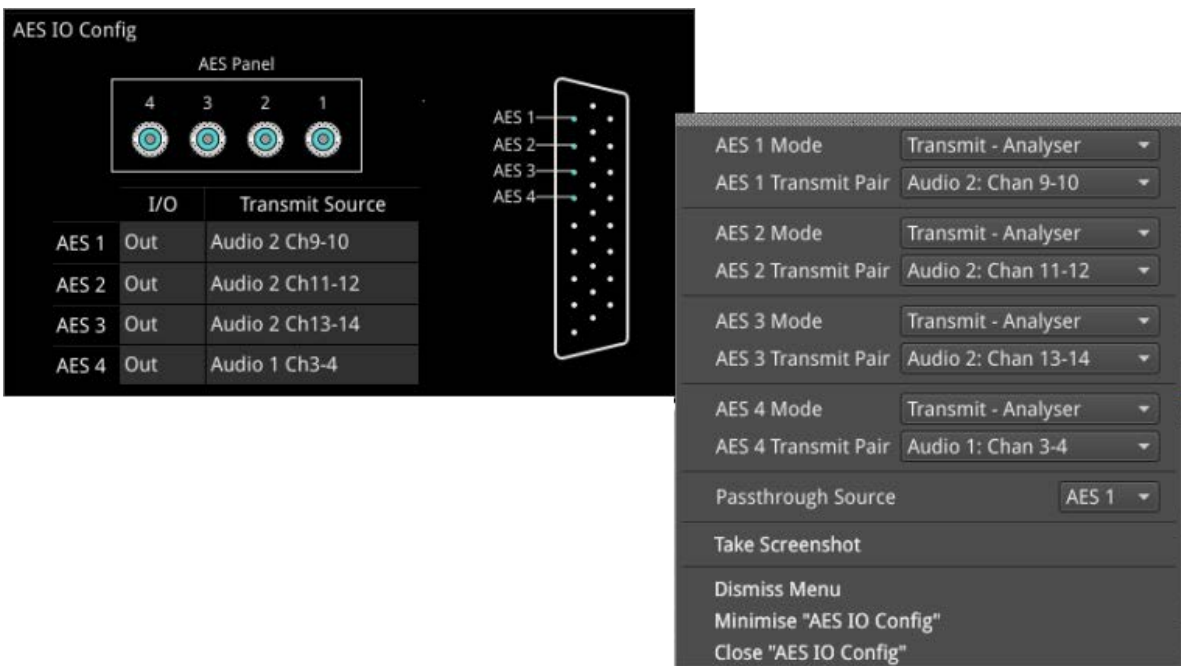 AES IO Config
AES Panel
4 3 2 1
AES 1
AES 2
AES 3
AES 4
I/O Transmit Source
AES 1 Out Audio 2 Ch9-10
AES 2 Out Audio 2 Ch11-12
AES 3 Out Audio 2 Ch13-14
AES 4 Out Audio 1 Ch3-4
AES 1 Mode Transmit - Analyser
AES 1 Transmit Pair Audio 2: Chan 9-10
AES 2 Mode Transmit - Analyser
AES 2 Transmit Pair Audio 2: Chan 11-12
AES 3 Mode Transmit - Analyser
AES 3 Transmit Pair Audio 2: Chan 13-14
AES 4 Mode Transmit - Analyser
AES 4 Transmit Pair Audio 1: Chan 3-4
Passthrough Source AES 1
Take Screenshot
Dismiss Menu
Minimise "AES IO Config"
Close "AES IO Config"